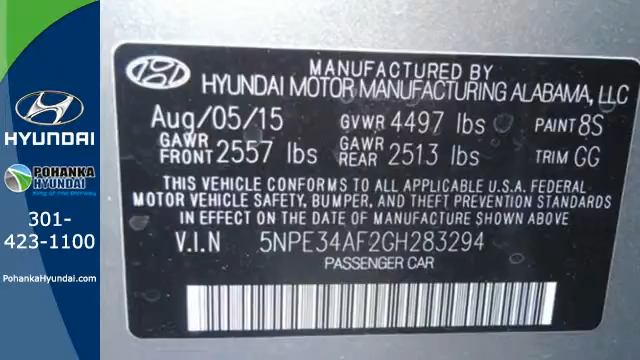 HYUNDAI
POHANKA
HYUNDAI
301-
423-1100
PohankaHyundai.com
MANUFACTURED BY
HYUNDAI MOTOR MANUFACTURING ALABAMA, LLC
Aug/05/15 GVWR 4497 lbs PAINT 8S
GAWR FRONT 2557 lbs GAWR REAR 2513 lbs TRIM GG
THIS VEHICLE CONFORMS TO ALL APPLICABLE U.S.A. FEDERAL
MOTOR VEHICLE SAFETY, BUMPER, AND THEFT PREVENTION STANDARDS
IN EFFECT ON THE DATE OF MANUFACTURE SHOWN ABOVE
V.I.N 5NPE34AF2GH283294
PASSENGER CAR